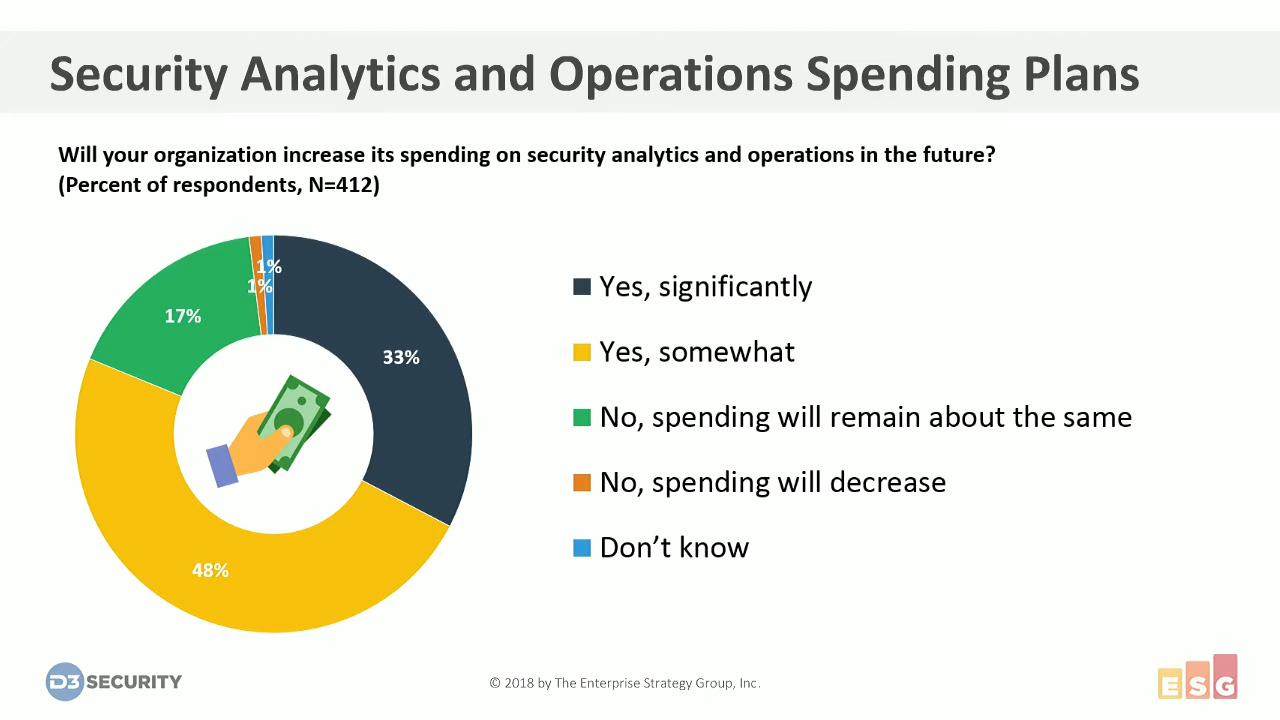 Security Analytics and Operations Spending Plans
Will your organization increase its spending on security analytics and operations in the future?
(Percent of respondents, N=412)
1%
1%
17%
33%
48%
Yes, significantly
Yes, somewhat
No, spending will remain about the same
No, spending will decrease
Don’t know
D3 SECURITY
© 2018 by The Enterprise Strategy Group, Inc.
ESG